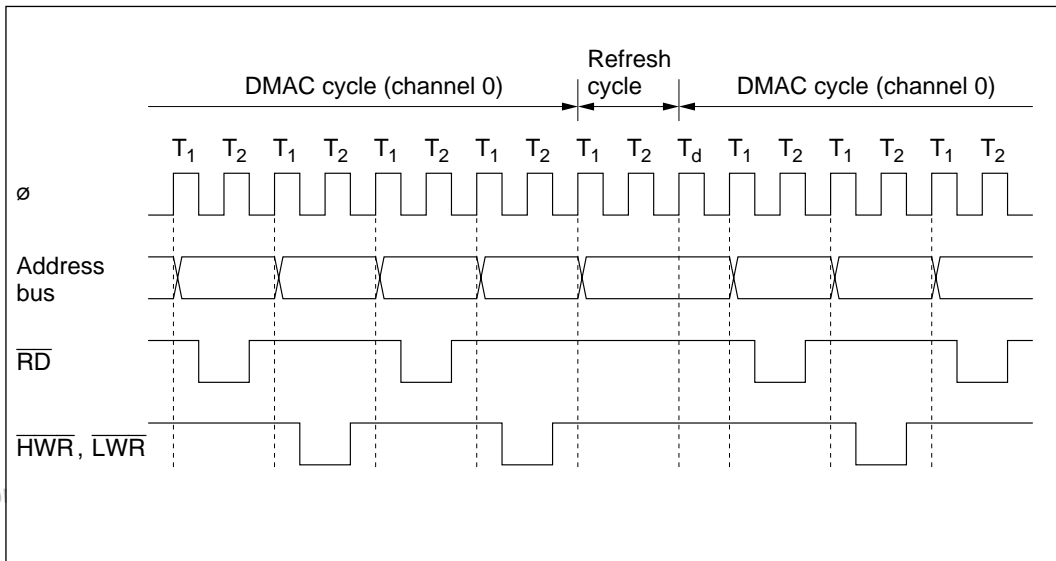 Refresh
cycle
DMAC cycle (channel 0)
DMAC cycle (channel 0)
T1 T2 T1 T2 T1 T2 T1 T2 T1 T2 Td T1 T2 T1 T2 T1 T2
ø
Address
bus
RD
HWR, LWR